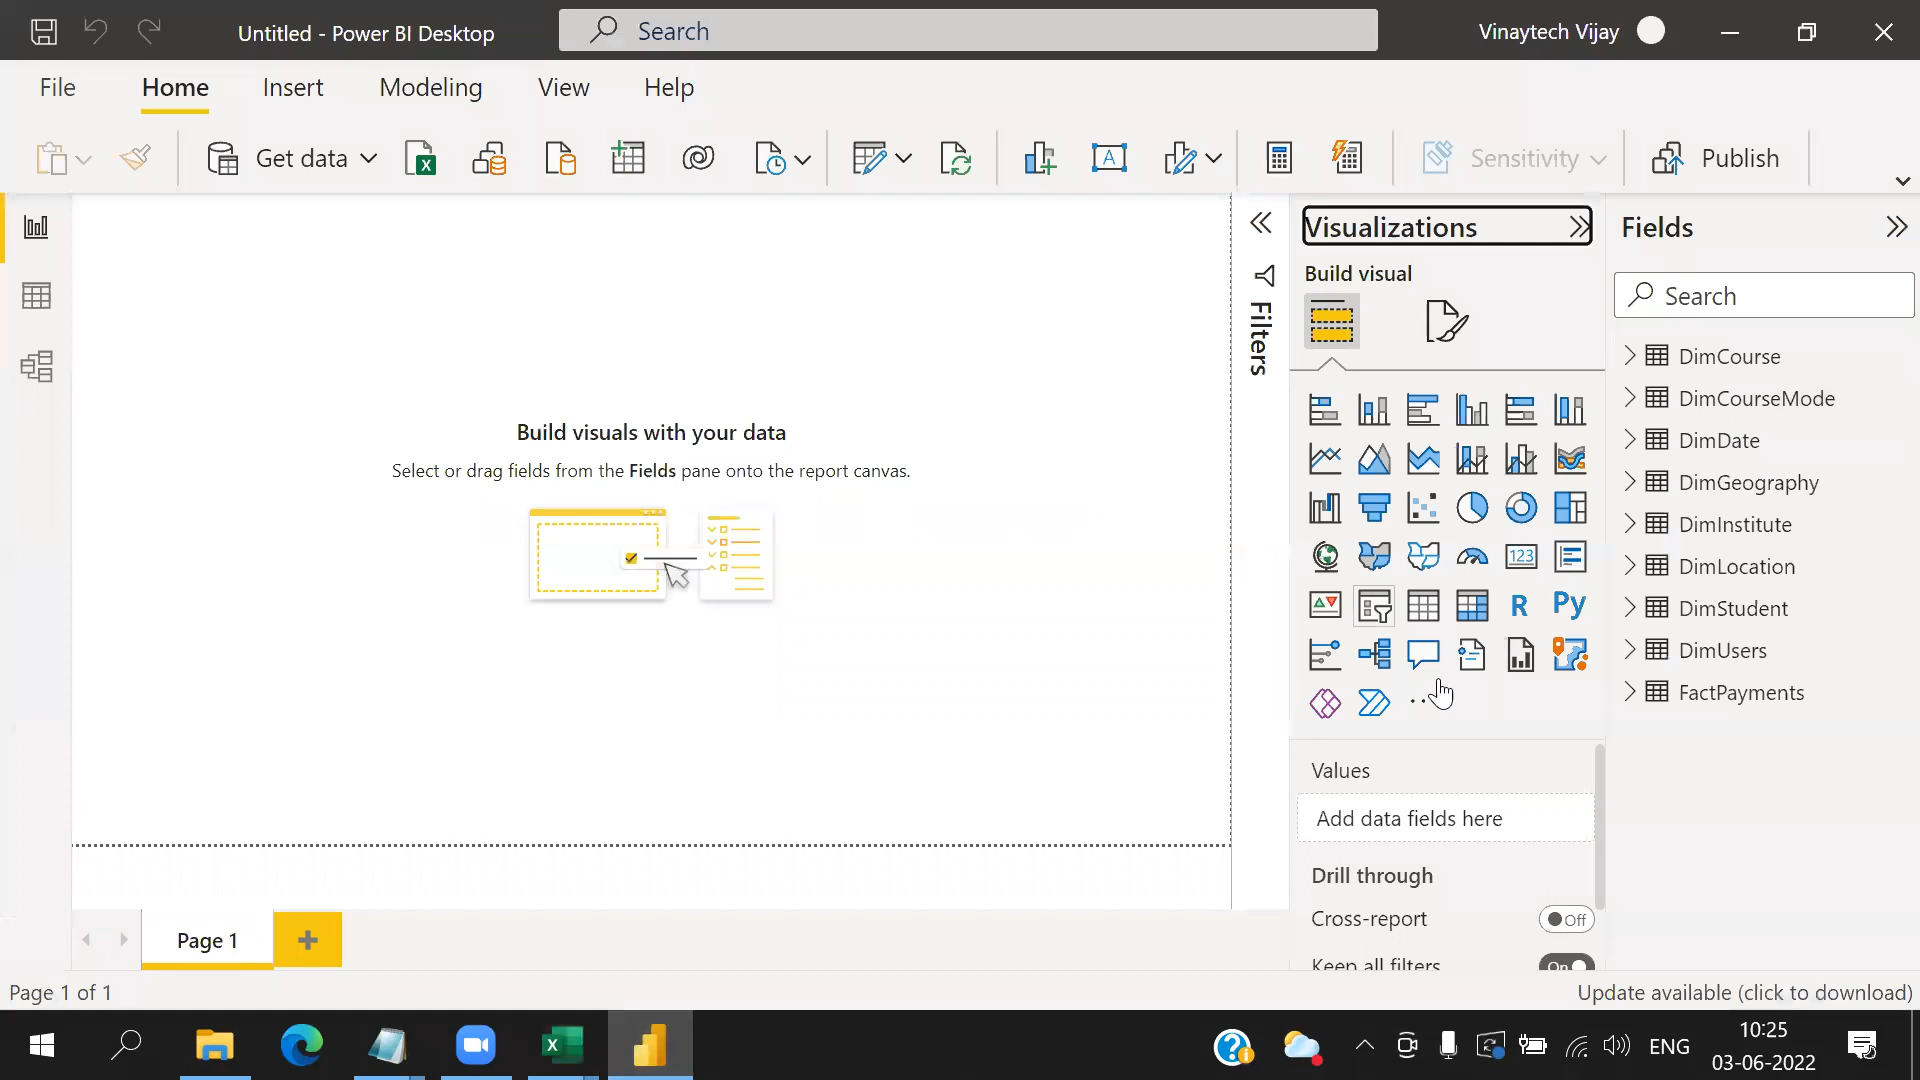 Untitled - Power BI Desktop
Search
Vinaytech Vijay
File
Home
Insert
Modeling
View
Help
Get data
Sensitivity
Publish
Build visuals with your data
Select or drag fields from the Fields pane onto the report canvas.
Filters
Visualizations
Build visual
123
R
Py
Values
Add data fields here
Drill through
Cross-report
Off
Keep all filters
On
Fields
Search
DimCourse
DimCourseMode
DimDate
DimGeography
DimInstitute
DimLocation
DimStudent
DimUsers
FactPayments
Page 1
Page 1 of 1
Update available (click to download)
ENG
10:25
03-06-2022